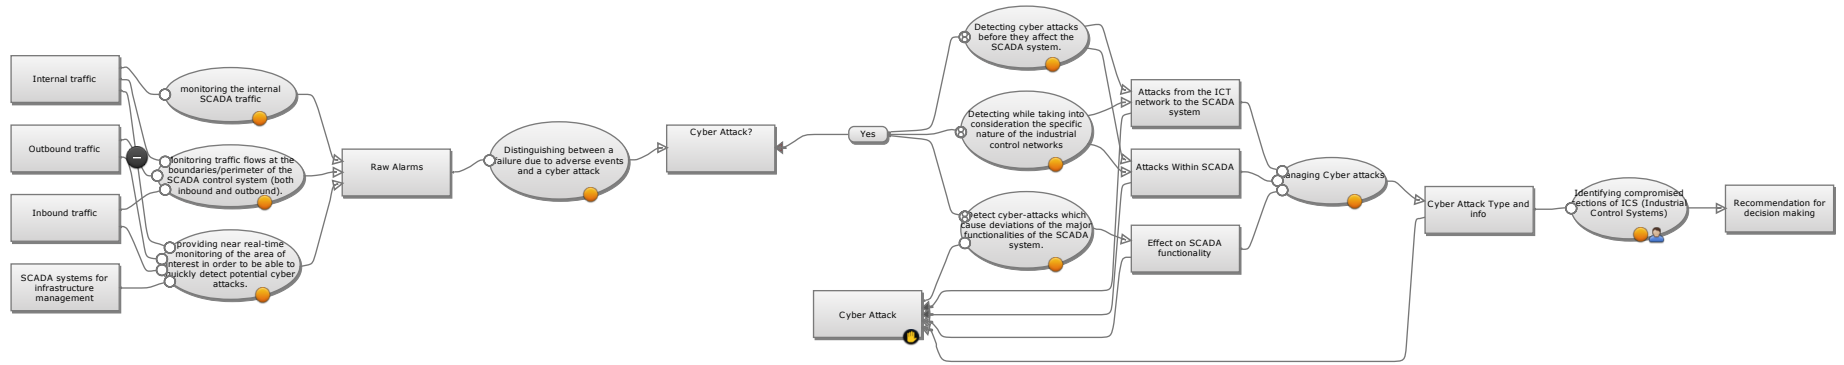 Internal traffic
Outbound traffic
Inbound traffic
SCADA systems for
infrastructure
management
monitoring the internal
SCADA traffic
onitoring traffic flows at the
boundaries/perimeter of the
SCADA control system (both
inbound and outbound).
providing near real-time
monitoring of the area of
nterest in order to be able to
quickly detect potential cyber
attacks.
Raw Alarms
Distinguishing between a
failure due to adverse events
and a cyber attack
Cyber Attack?
Yes
Detecting cyber attacks
before they affect the
SCADA system.
Detecting while taking into
consideration the specific
nature of the industrial
control networks
Detect cyber-attacks which
cause deviations of the major
functionalities of the SCADA
system.
Cyber Attack
Attacks from the ICT
network to the SCADA
system
Attacks Within SCADA
Effect on SCADA
functionality
anaging Cyber attacks
Cyber Attack Type and
info
Identifying compromised
sections of ICS (Industrial
Control Systems)
Recommendation for
decision making